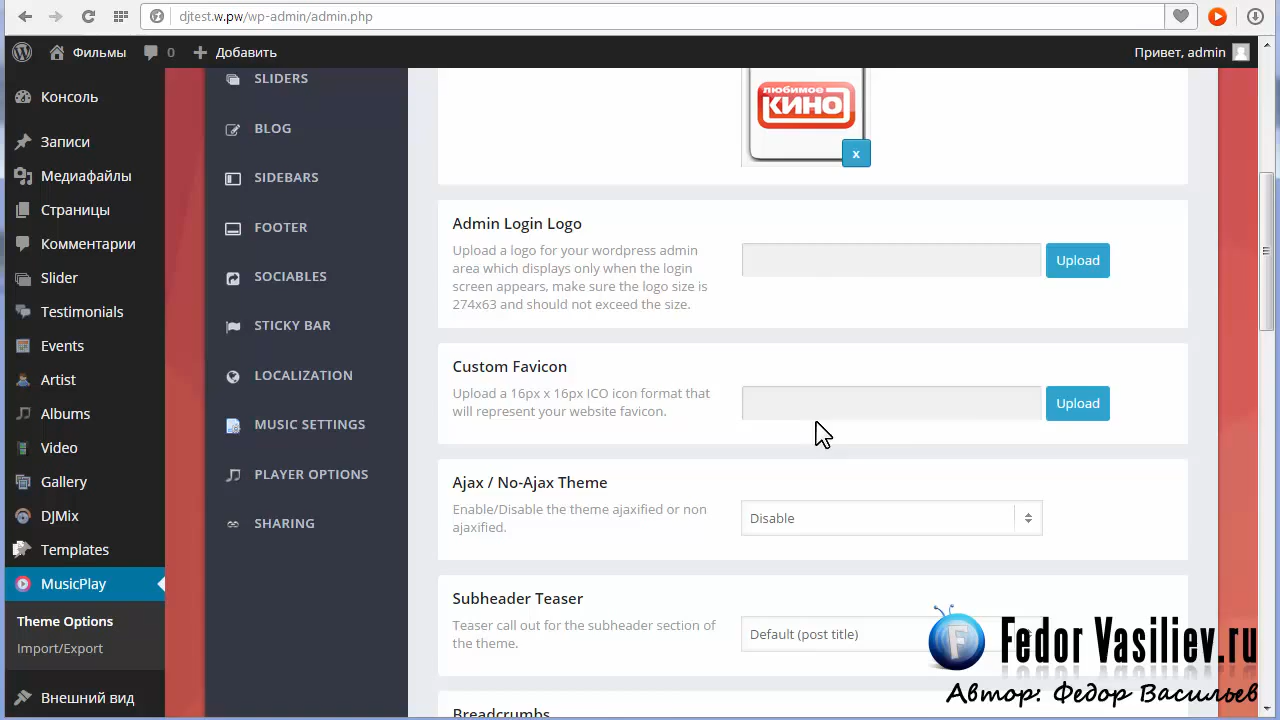 djtest.w.pw/wp-admin/admin.php
Фильмы
0
Добавить
Привет, admin
Консоль
Записи
Медиафайлы
Страницы
Комментарии
Slider
Testimonials
Events
Artist
Albums
Video
Gallery
DJMix
Templates
MusicPlay
Theme Options
Import/Export
Внешний вид
SLIDERS
BLOG
SIDEBARS
FOOTER
SOCIABLES
STICKY BAR
LOCALIZATION
MUSIC SETTINGS
PLAYER OPTIONS
SHARING
любимое
КИНО
x
Admin Login Logo
Upload a logo for your wordpress admin
area which displays only when the login
screen appears, make sure the logo size is
274x63 and should not exceed the size.
Upload
Custom Favicon
Upload a 16px x 16px ICO icon format that
will represent your website favicon.
Upload
Ajax / No-Ajax Theme
Enable/Disable the theme ajaxified or non
ajaxified.
Disable
Subheader Teaser
Teaser call out for the subheader section of
the theme.
Default (post title)
Breadcrumbs
F
Fedor Vasiliev.ru
Автор: Федор Васильев